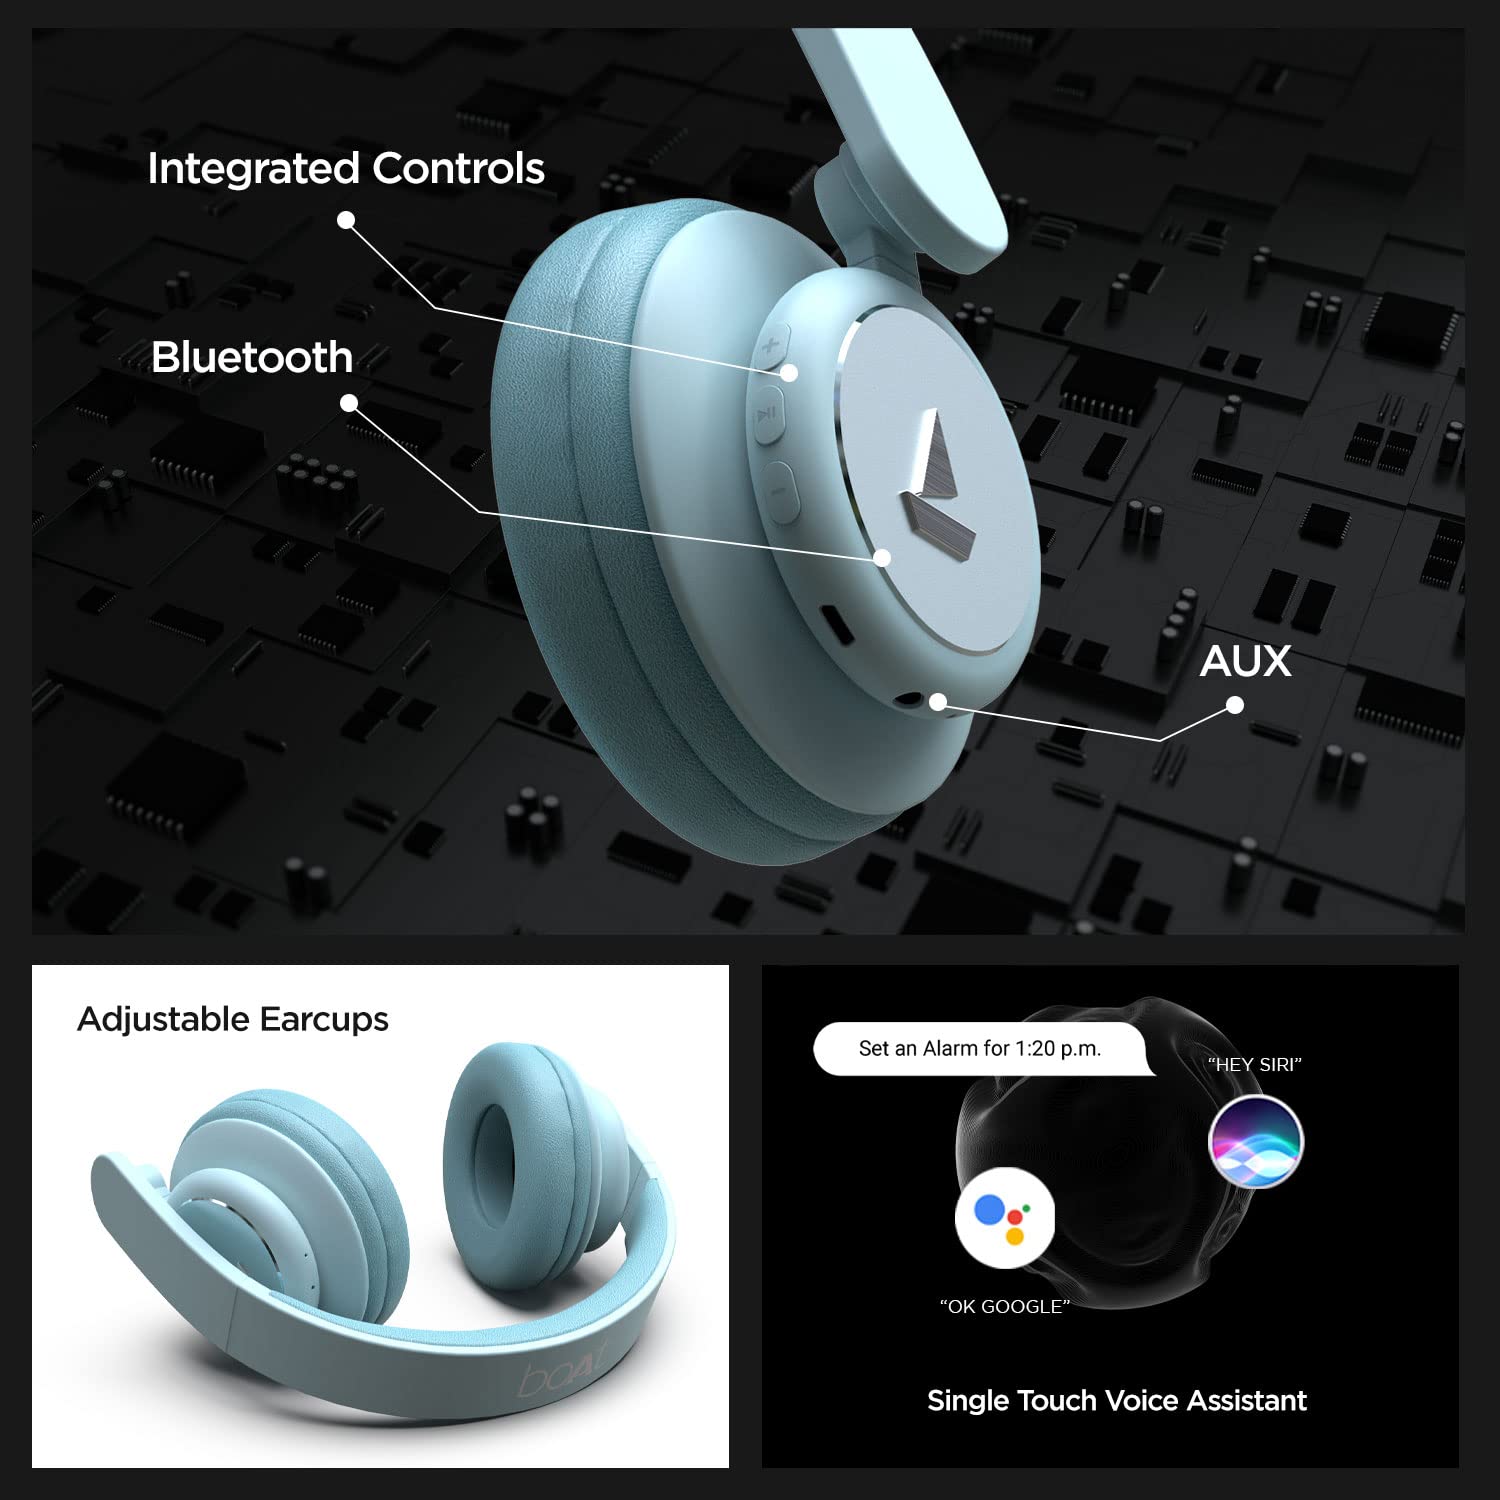 Integrated Controls
Bluetooth
AUX
Adjustable Earcups
boAt
Set an Alarm for 1:20 p.m.
“HEY SIRI”
“OK GOOGLE”
Single Touch Voice Assistant